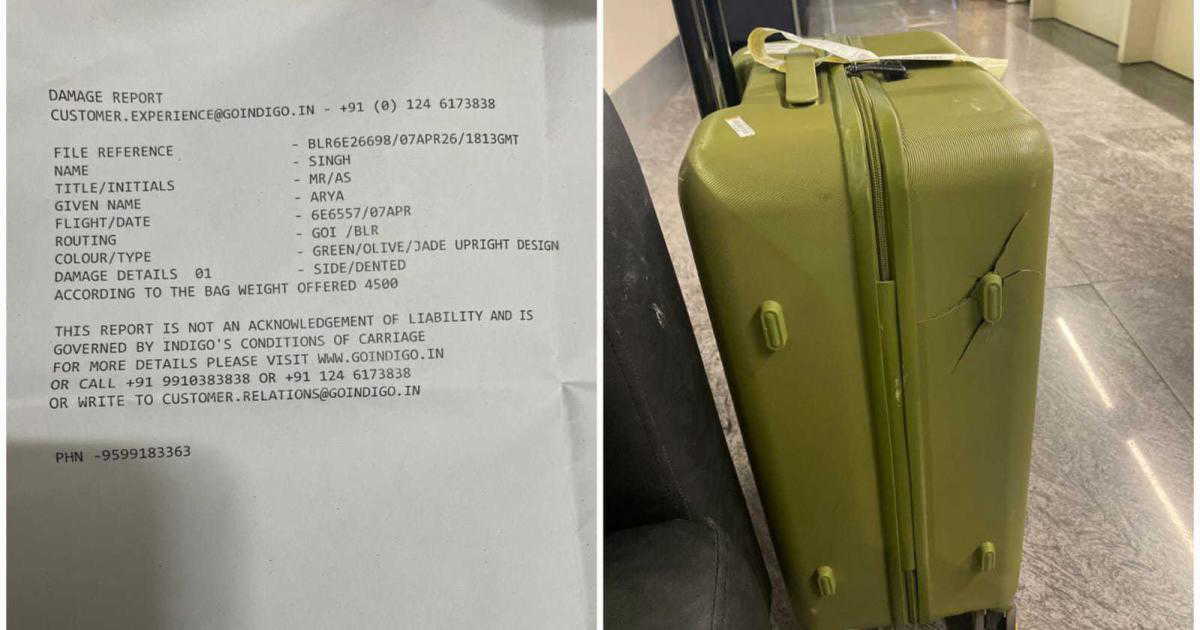 DAMAGE REPORT
CUSTOMER.EXPERIENCE@GOINDIGO.IN - +91 (0) 124 6173838
FILE REFERENCE - BLR6E26698/07APR26/1813GMT
NAME - SINGH
TITLE/INITIALS - MR/AS
GIVEN NAME - ARYA
FLIGHT/DATE - 6E6557/07APR
ROUTING - GOI /BLR
COLOUR/TYPE - GREEN/OLIVE/JADE UPRIGHT DESIGN
DAMAGE DETAILS 01 - SIDE/DENTED
ACCORDING TO THE BAG WEIGHT OFFERED 4500
THIS REPORT IS NOT AN ACKNOWLEDGEMENT OF LIABILITY AND IS
GOVERNED BY INDIGO'S CONDITIONS OF CARRIAGE
FOR MORE DETAILS PLEASE VISIT WWW.GOINDIGO.IN
OR CALL +91 9910383838 OR +91 124 6173838
OR WRITE TO CUSTOMER.RELATIONS@GOINDIGO.IN
PHN -9599183363